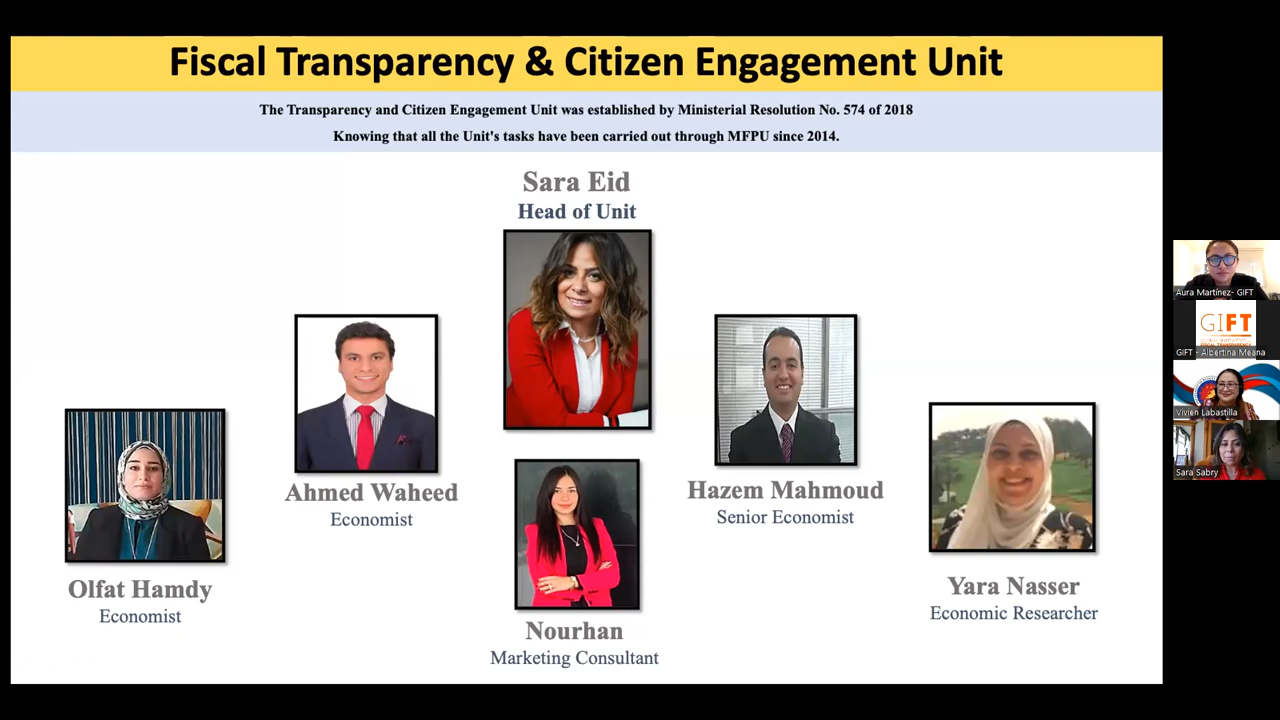 Fiscal Transparency & Citizen Engagement Unit
The Transparency and Citizen Engagement Unit was established by Ministerial Resolution No. 574 of 2018
Knowing that all the Unit's tasks have been carried out through MFPU since 2014.
Sara Eid
Head of Unit
Ahmed Waheed
Economist
Hazem Mahmoud
Senior Economist
Olfat Hamdy
Economist
Nourhan
Marketing Consultant
Yara Nasser
Economic Researcher
Aura Martínez- GIFT
GIFT
FISCAL TRANSPARENCY
GIFT - Albertina Meana
Vivien Labastilla
Sara Sabry